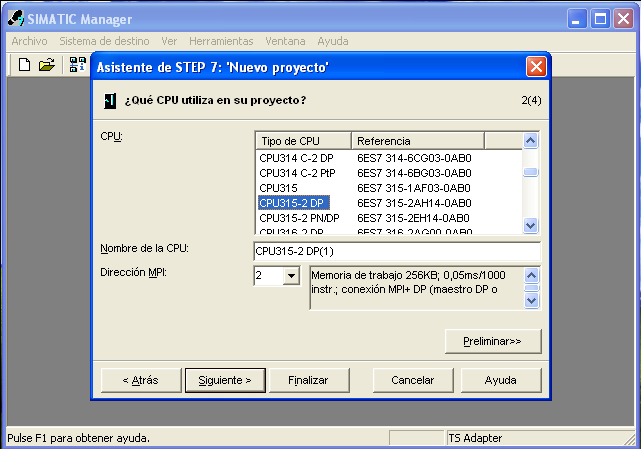 SIMATIC Manager
Archivo Sistema de destino Ver Herramientas Ventana Ayuda
Asistente de STEP 7: 'Nuevo proyecto'
¿Qué CPU utiliza en su proyecto? 2(4)
CPU:
Tipo de CPU Referencia
CPU314 C-2 DP 6ES7 314-6CG03-0AB0
CPU314 C-2 PtP 6ES7 314-6BG03-0AB0
CPU315 6ES7 315-1AF03-0AB0
CPU315-2 DP 6ES7 315-2AH14-0AB0
CPU315-2 PN/DP 6ES7 315-2EH14-0AB0
CPU316-2 DP 6ES7 316-2AG00-0AB0
Nombre de la CPU: CPU315-2 DP(1)
Dirección MPI: 2 Memoria de trabajo 256KB; 0,05ms/1000
instr.; conexión MPI+ DP (maestro DP o
Preliminar>>
< Atrás Siguiente > Finalizar Cancelar Ayuda
Pulse F1 para obtener ayuda. TS Adapter